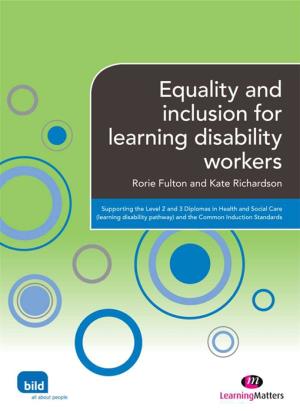 Equality and
inclusion for
learning disability
workers
Rorie Fulton and Kate Richardson
Supporting the Level 2 and 3 Diplomas in Health and Social Care
(learning disability pathway) and the Common Induction Standards
bild
all about people
m
LearningMatters